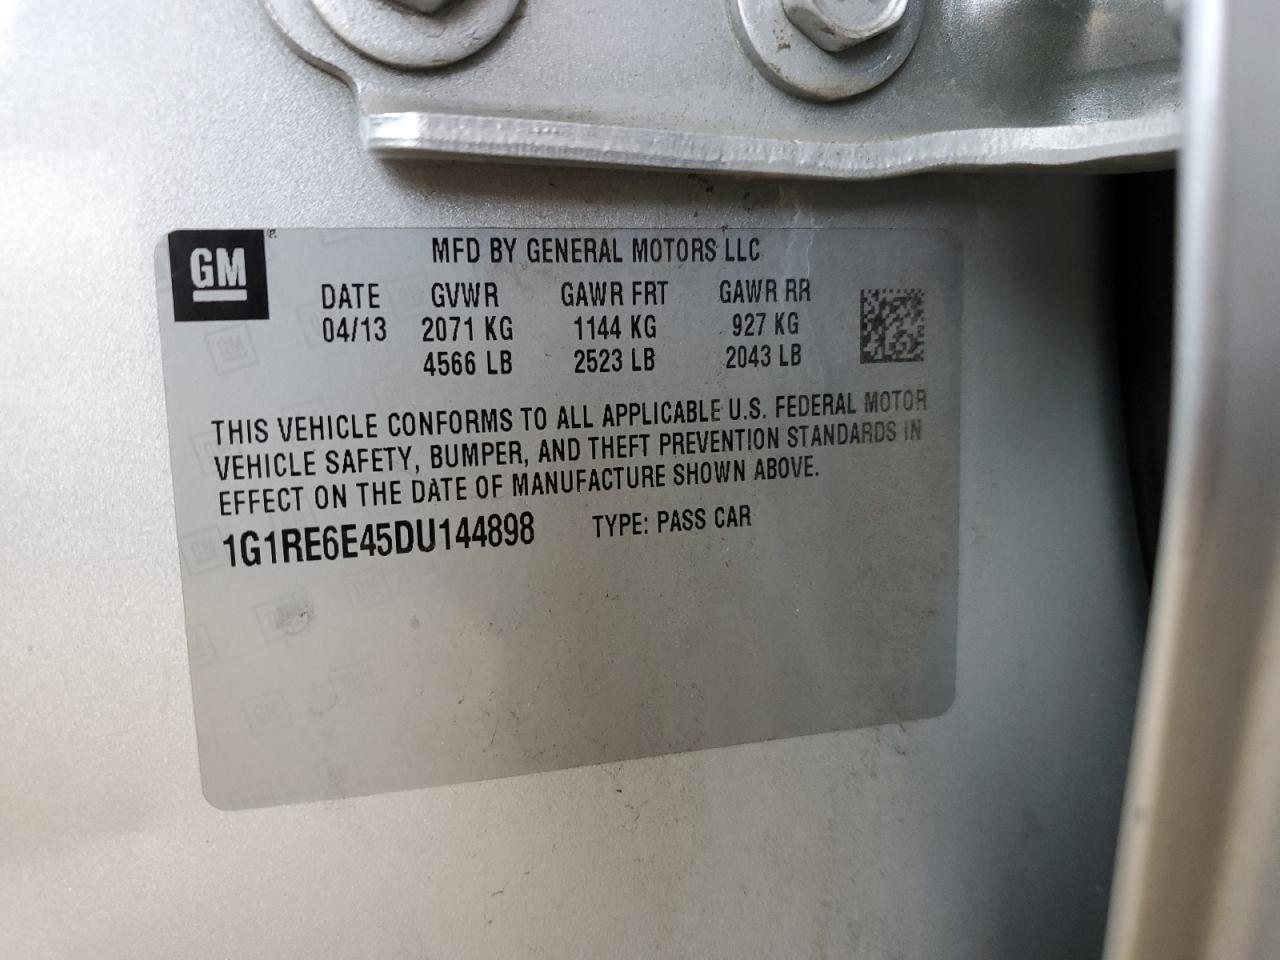 GM
MFD BY GENERAL MOTORS LLC
DATE GVWR GAWR FRT GAWR RR
04/13 2071 KG 1144 KG 927 KG
4566 LB 2523 LB 2043 LB
THIS VEHICLE CONFORMS TO ALL APPLICABLE U.S. FEDERAL MOTOR
VEHICLE SAFETY, BUMPER, AND THEFT PREVENTION STANDARDS IN
EFFECT ON THE DATE OF MANUFACTURE SHOWN ABOVE.
1G1RE6E45DU144898 TYPE: PASS CAR